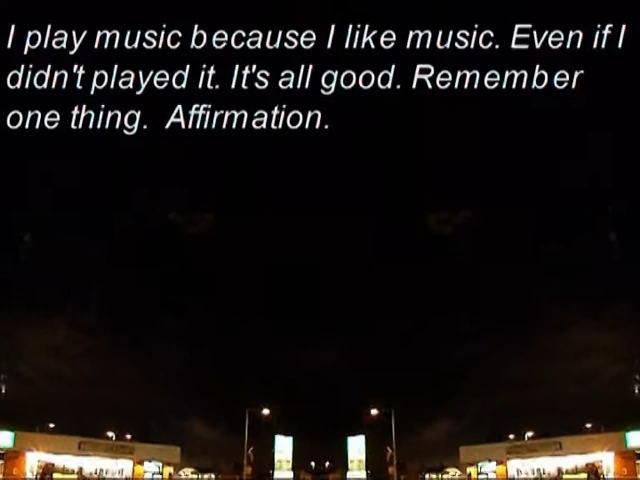 I play music because I like music. Even if I
didn't played it. It's all good. Remember
one thing.  Affirmation.